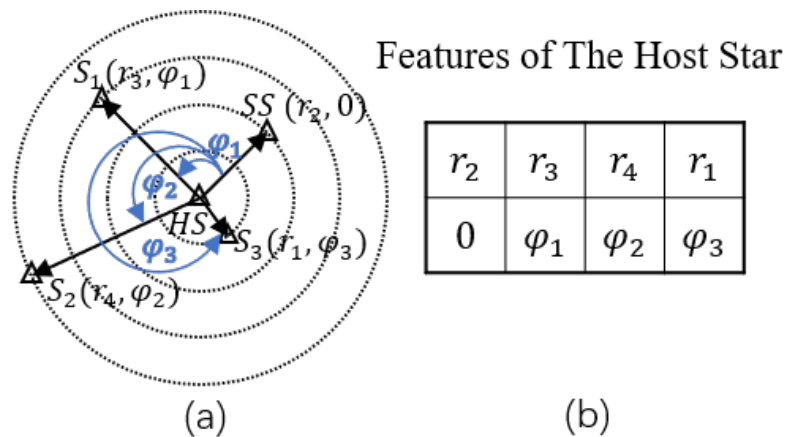 Features of The Host Star
S₁(r₃,φ₁)
SS (r₂,0)
φ₁
φ₂
HS
φ₃
S₃(r₁,φ₃)
S₂(r₄,φ₂)
r₂ r₃ r₄ r₁
0 φ₁ φ₂ φ₃
(a)
(b)